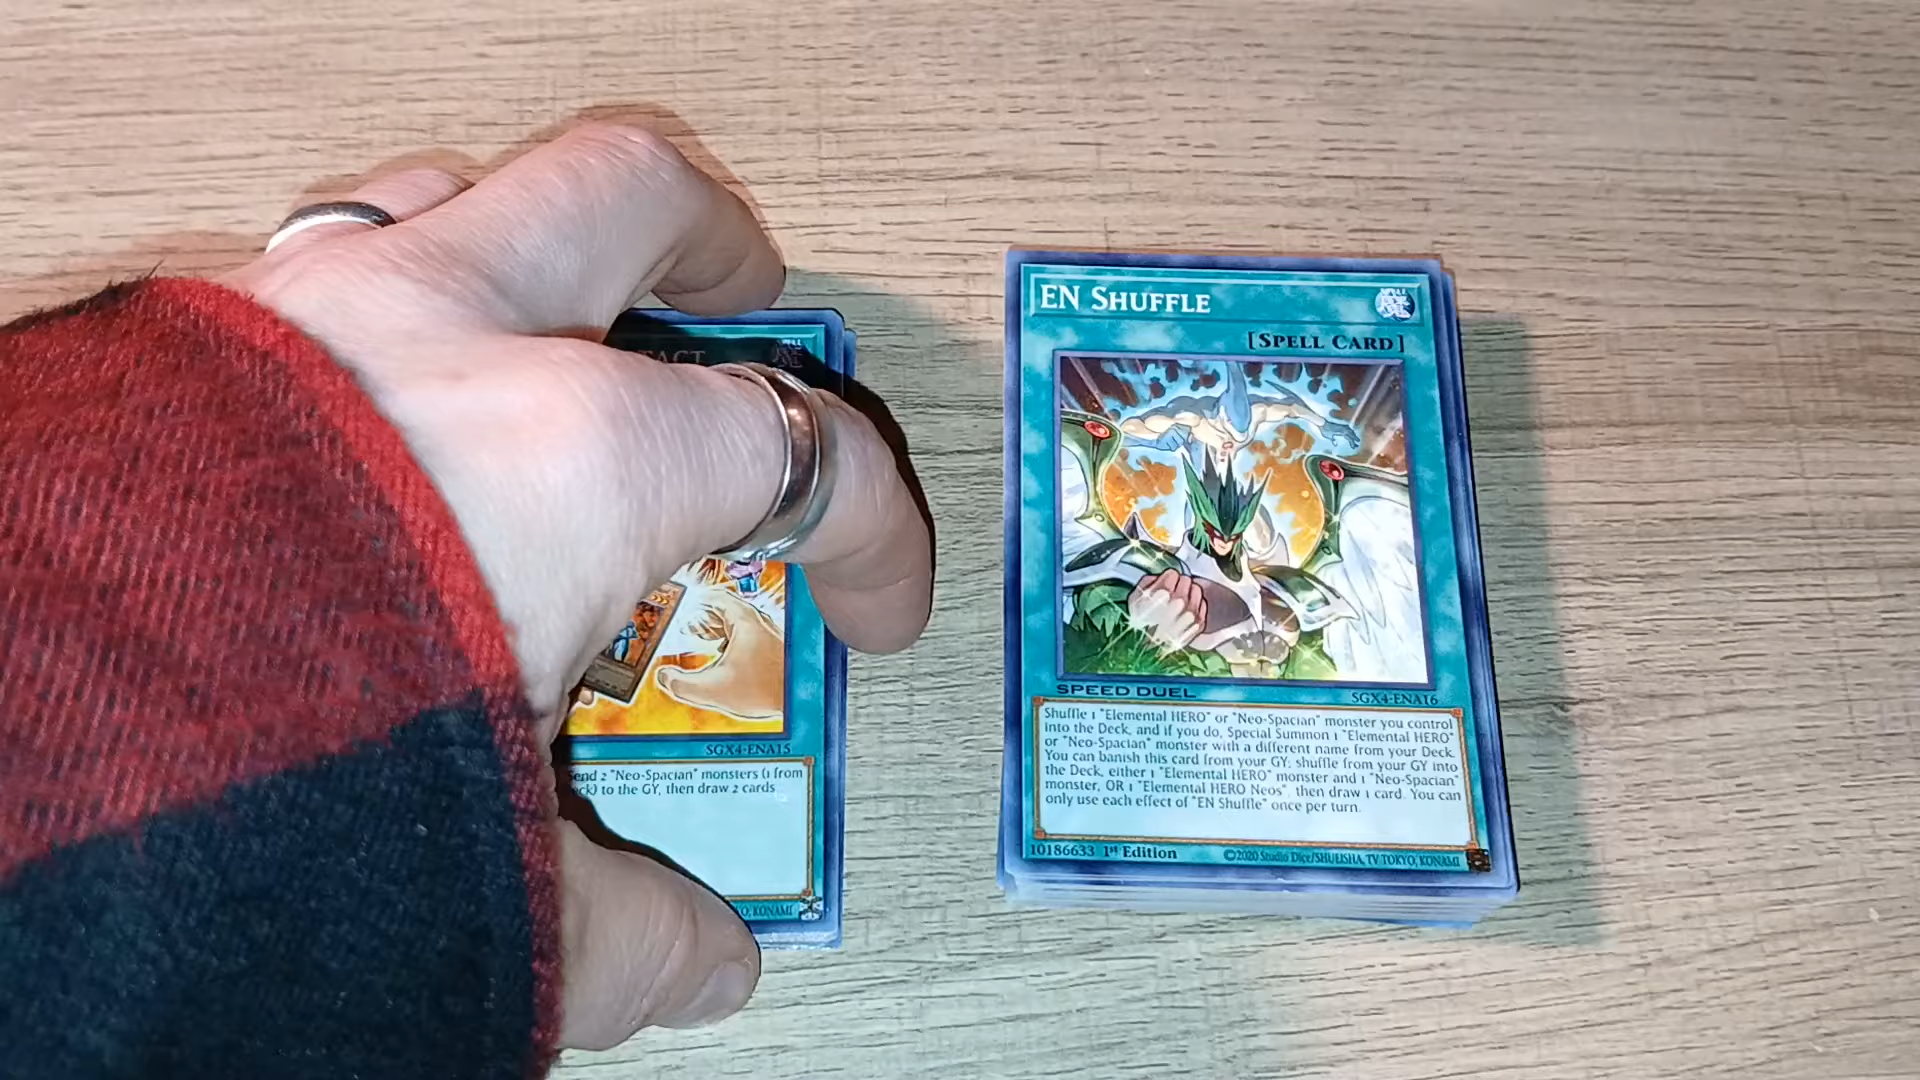 TACT
SGX4-ENA15
Send 2 "Neo-Spacian" monsters (1 from
ck) to the GY, then draw 2 cards
O, KONAMI
EN SHUFFLE
[SPELL CARD]
SPEED DUEL
SGX4-ENA16
Shuffle 1 "Elemental HERO" or "Neo-Spacian" monster you control
into the Deck, and if you do, Special Summon 1 "Elemental HERO"
or "Neo-Spacian" monster with a different name from your Deck.
You can banish this card from your GY; shuffle from your GY into
the Deck, either 1 "Elemental HERO" monster and 1 "Neo-Spacian"
monster, OR 1 "Elemental HERO Neos", then draw 1 card. You can
only use each effect of "EN Shuffle" once per turn.
10186633 1st Edition
©2020 Studio Dice/SHUEISHA, TV TOKYO, KONAMI